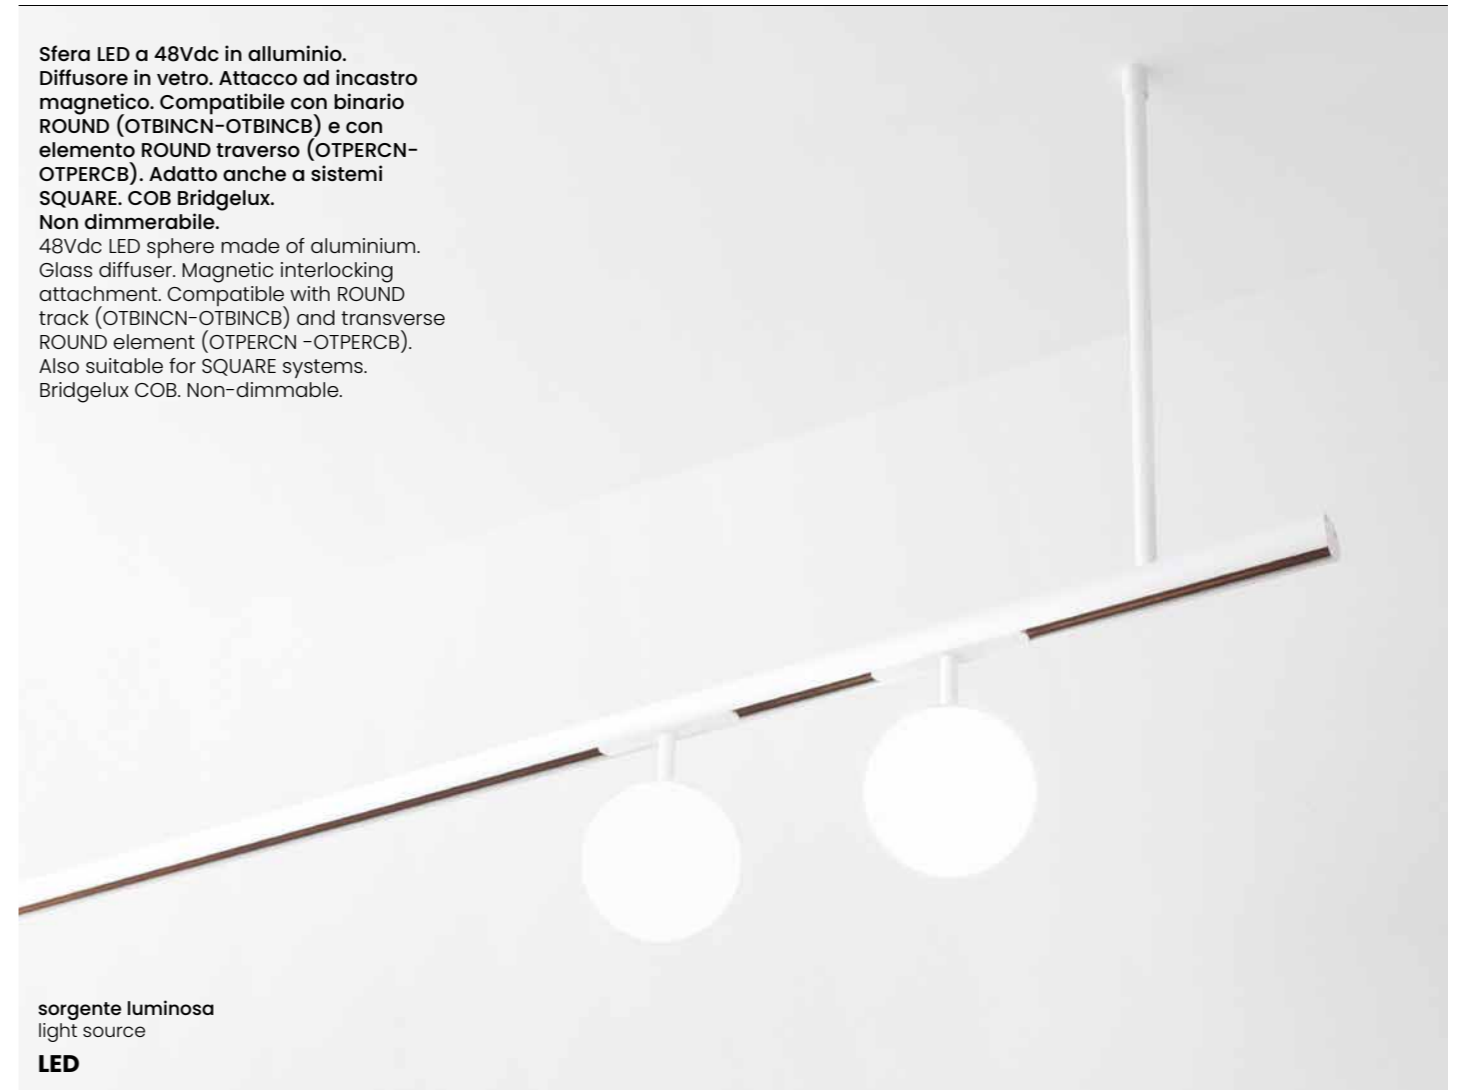 Sfera LED a 48Vdc in alluminio.
Diffusore in vetro. Attacco ad incastro
magnetico. Compatibile con binario
ROUND (OTBINCN-OTBINCB) e con
elemento ROUND traverso (OTPERCN-
OTPERCB). Adatto anche a sistemi
SQUARE. COB Bridgelux.
Non dimmerabile.
48Vdc LED sphere made of aluminium.
Glass diffuser. Magnetic interlocking
attachment. Compatible with ROUND
track (OTBINCN-OTBINCB) and transverse
ROUND element (OTPERCN -OTPERCB).
Also suitable for SQUARE systems.
Bridgelux COB. Non-dimmable.
sorgente luminosa
light source
LED